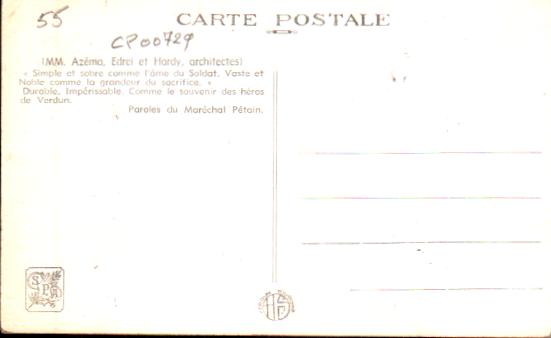 55
CARTE POSTALE
CP00729
(MM. Azéma, Edrei et Hardy, architectes)
« Simple et sobre comme l'âme du Soldat. Vaste et
Noble comme la grandeur du sacrifice. »
Durable, Impérissable. Comme le souvenir des héros
de Verdun.
Paroles du Maréchal Pétain.
SPA